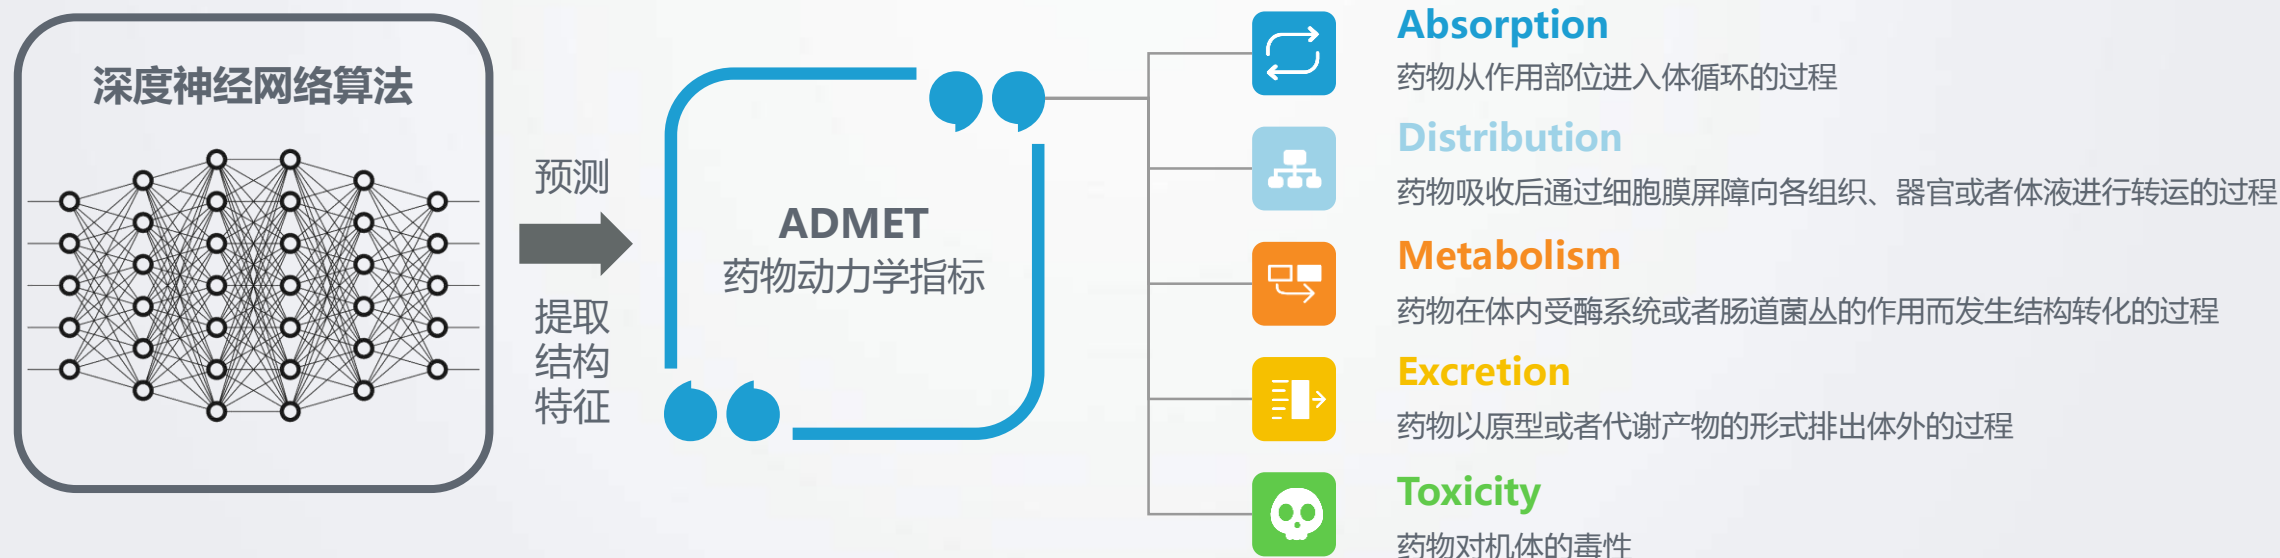 深度神经网络算法
预测
提取
结构
特征
ADMET
药物动力学指标
Absorption
药物从作用部位进入体循环的过程
Distribution
药物吸收后通过细胞膜屏障向各组织、器官或者体液进行转运的过程
Metabolism
药物在体内受酶系统或者肠道菌丛的作用而发生结构转化的过程
Excretion
药物以原型或者代谢产物的形式排出体外的过程
Toxicity
药物对机体的毒性